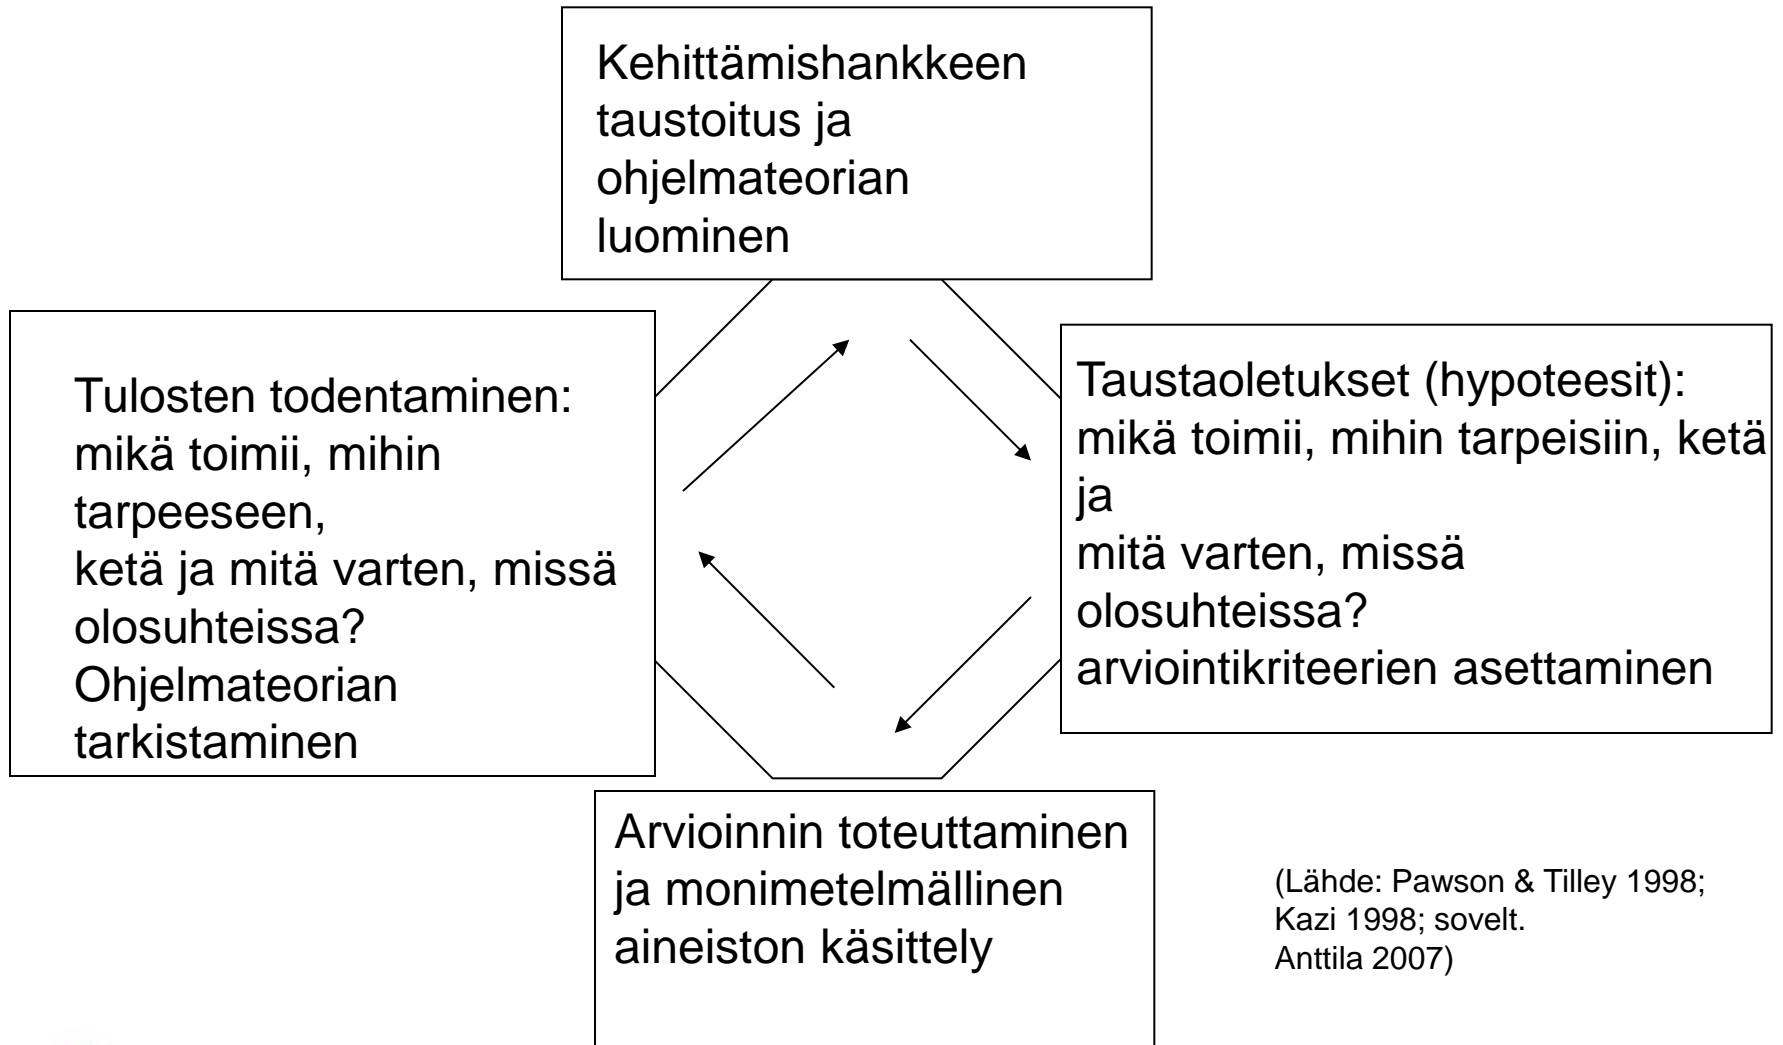 Kehittämishankkeen
taustoitus ja
ohjelmateorian
luominen
Tulosten todentaminen:
mikä toimii, mihin
tarpeeseen,
ketä ja mitä varten, missä
olosuhteissa?
Ohjelmateorian
tarkistaminen
Taustaoletukset (hypoteesit):
mikä toimii, mihin tarpeisiin, ketä
ja
mitä varten, missä
olosuhteissa?
arviointikriteerien asettaminen
Arvioinnin toteuttaminen
ja monimetelmällinen
aineiston käsittely
(Lähde: Pawson & Tilley 1998;
Kazi 1998; sovelt.
Anttila 2007)